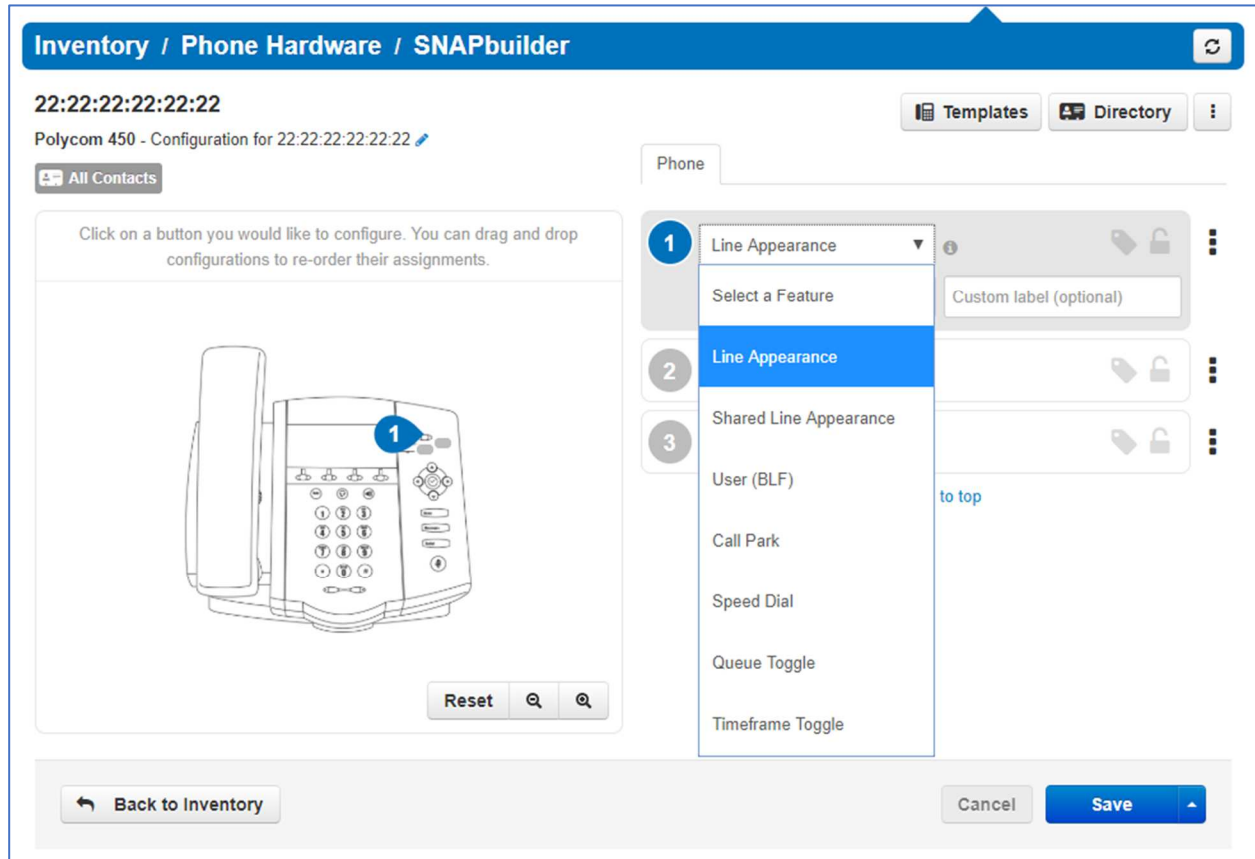 Inventory / Phone Hardware / SNAPbuilder
22:22:22:22:22:22
Polycom 450 - Configuration for 22:22:22:22:22:22
All Contacts
Templates
Directory
Phone
Click on a button you would like to configure. You can drag and drop
configurations to re-order their assignments.
1
1
2
3
Line Appearance
Custom label (optional)
Select a Feature
Line Appearance
Shared Line Appearance
User (BLF)
Call Park
Speed Dial
Queue Toggle
Timeframe Toggle
to top
Reset
Back to Inventory
Cancel
Save